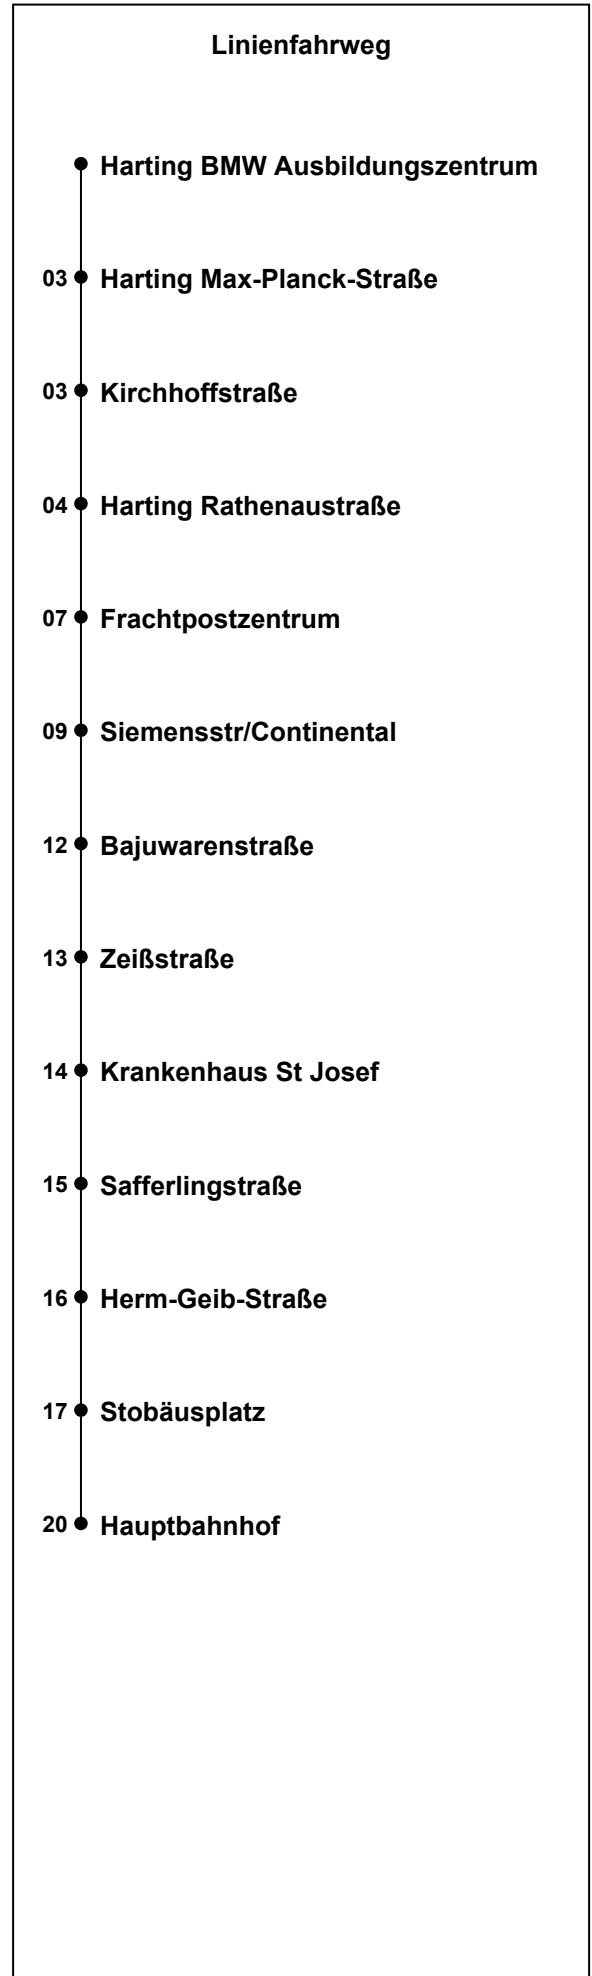 Linienfahrweg
Harting BMW Ausbildungszentrum
03 Harting Max-Planck-Straße
03 Kirchhoffstraße
04 Harting Rathenaustraße
07 Frachtpostzentrum
09 Siemensstr/Continental
12 Bajuwarenstraße
13 Zeißstraße
14 Krankenhaus St Josef
15 Safferlingstraße
16 Herm-Geib-Straße
17 Stobäusplatz
20 Hauptbahnhof